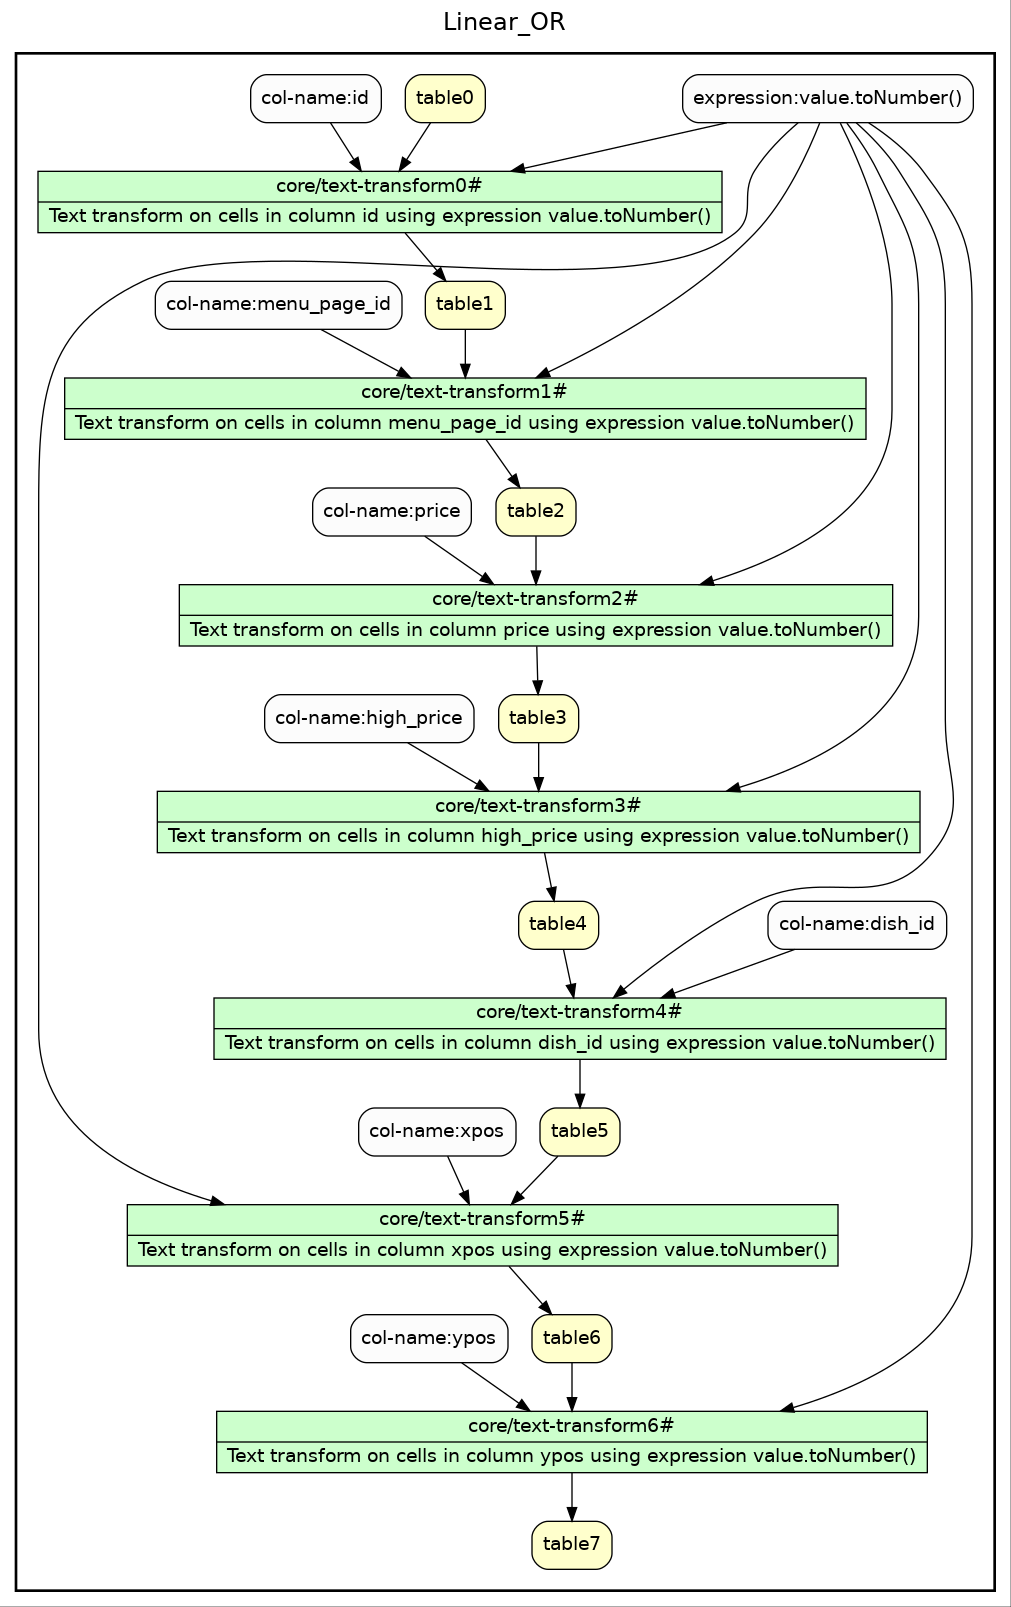 Linear_OR
col-name:id
table0
expression:value.toNumber()
core/text-transform0#
Text transform on cells in column id using expression value.toNumber()
col-name:menu_page_id
table1
core/text-transform1#
Text transform on cells in column menu_page_id using expression value.toNumber()
col-name:price
table2
core/text-transform2#
Text transform on cells in column price using expression value.toNumber()
col-name:high_price
table3
core/text-transform3#
Text transform on cells in column high_price using expression value.toNumber()
table4
col-name:dish_id
core/text-transform4#
Text transform on cells in column dish_id using expression value.toNumber()
col-name:xpos
table5
core/text-transform5#
Text transform on cells in column xpos using expression value.toNumber()
col-name:ypos
table6
core/text-transform6#
Text transform on cells in column ypos using expression value.toNumber()
table7